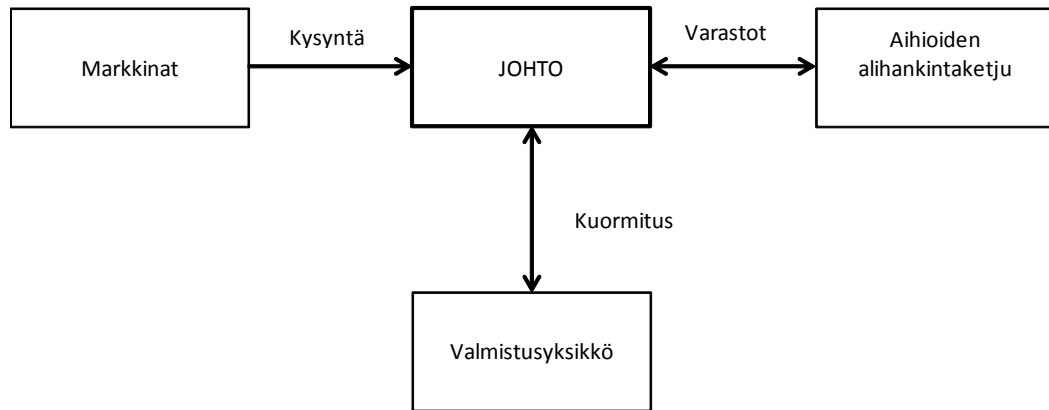 Markkinat
Kysyntä
JOHTO
Varastot
Aihioiden
alihankintaketju
Kuormitus
Valmistusyksikkö